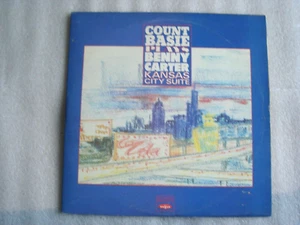 COUNT
BASIE
PLAYS
BENNY
CARTER
KANSAS
CITY SUITE